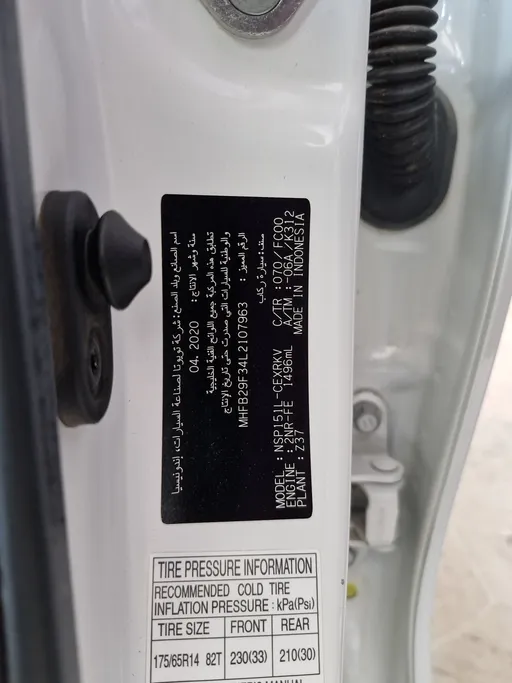 اسم الصانع وبلد الصنع: شركة تويوتا لصناعة السيارات، إندونيسيا
سنة وشهر الانتاج: 04. 2020
تطابق هذه المركبة جميع اللوائح الفنية الخليجية
والوطنية للسيارات التي صدرت حتى تاريخ الانتاج
الرقم المميز: MHFB29F34L2107963
صنف: سيارة ركاب
MODEL : NSP151L-CEXRKV C/TR :070/FC00
ENGINE : 2NR-FE 1496mL A/TM :-06A/K312
PLANT : Z37 MADE IN INDONESIA
TIRE PRESSURE INFORMATION
RECOMMENDED COLD TIRE
INFLATION PRESSURE : kPa(Psi)
TIRE SIZE FRONT REAR
175/65R14 82T 230(33) 210(30)